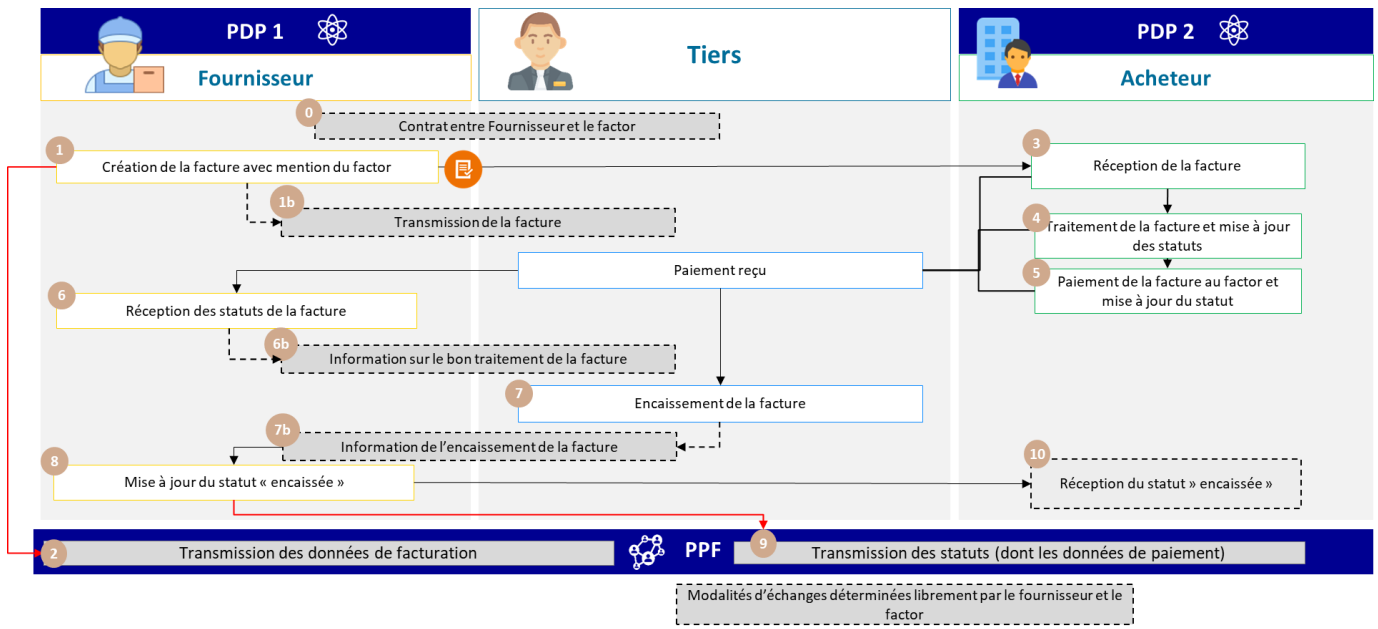 PDP 1
Fournisseur
Tiers
PDP 2
Acheteur
0
Contrat entre Fournisseur et le factor
1
Création de la facture avec mention du factor
3
Réception de la facture
1b
Transmission de la facture
4
Traitement de la facture et mise à jour
des statuts
Paiement reçu
5
Paiement de la facture au factor et
mise à jour du statut
6
Réception des statuts de la facture
6b
Information sur le bon traitement de la facture
7
Encaissement de la facture
7b
Information de l'encaissement de la facture
8
Mise à jour du statut « encaissée »
10
Réception du statut » encaissée »
2
Transmission des données de facturation
PPF
9
Transmission des statuts (dont les données de paiement)
Modalités d'échanges déterminées librement par le fournisseur et le
factor